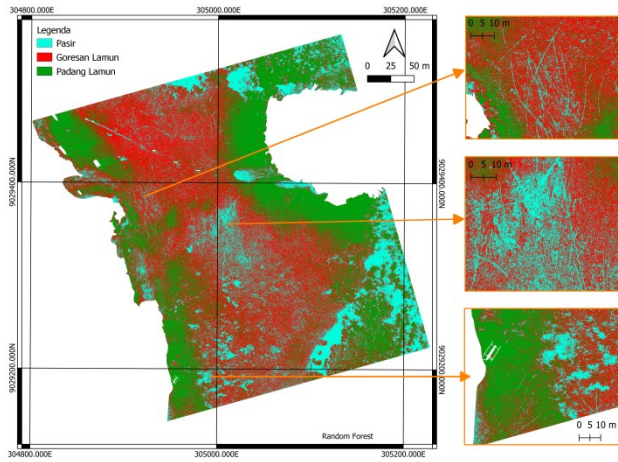 304800.000E
305000.000E
305200.000E
Legenda
Pasir
Goresan Lamun
Padang Lamun
0 25 50 m
9029400.000N
9029400.000N
9029200.000N
9029200.000N
Random Forest
304800.000E
305000.000E
305200.000E
0 5 10 m
0 5 10 m
0 5 10 m